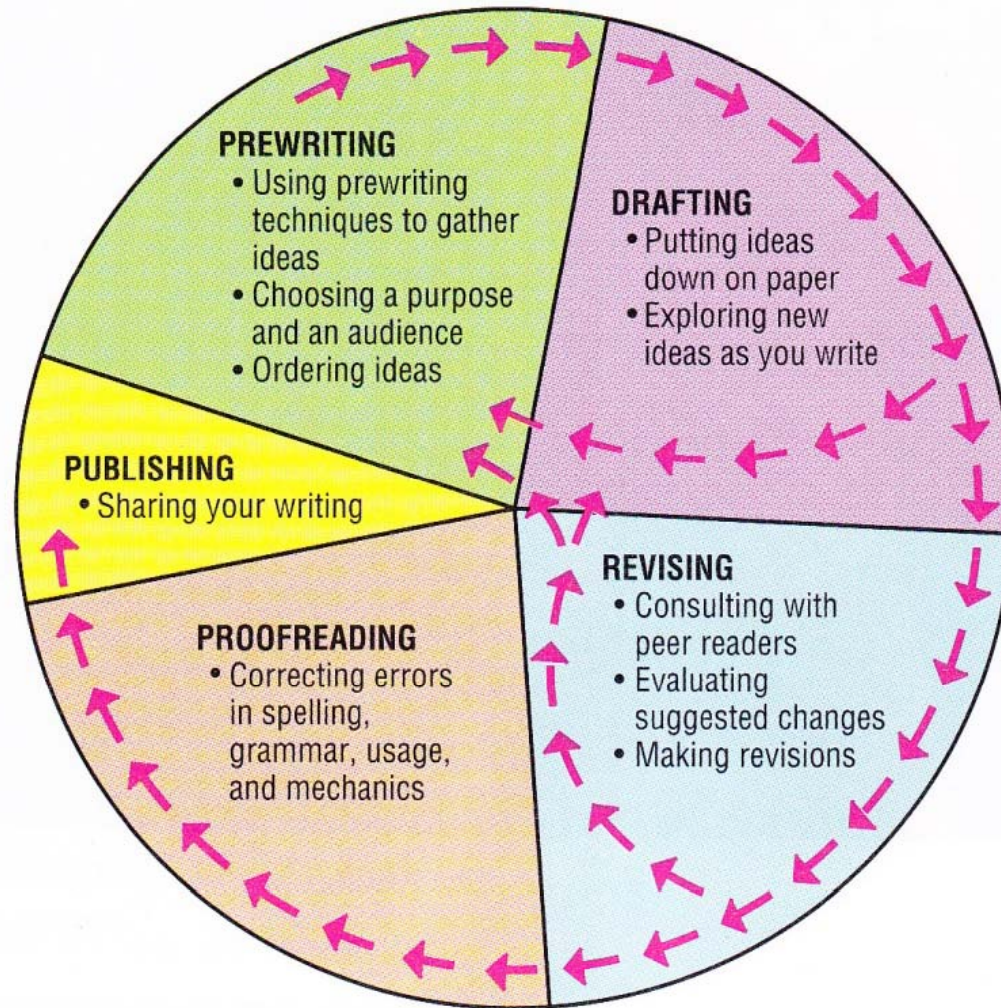 PREWRITING
• Using prewriting
techniques to gather
ideas
• Choosing a purpose
and an audience
• Ordering ideas
DRAFTING
• Putting ideas
down on paper
• Exploring new
ideas as you write
REVISING
• Consulting with
peer readers
• Evaluating
suggested changes
• Making revisions
PROOFREADING
• Correcting errors
in spelling,
grammar, usage,
and mechanics
PUBLISHING
• Sharing your writing